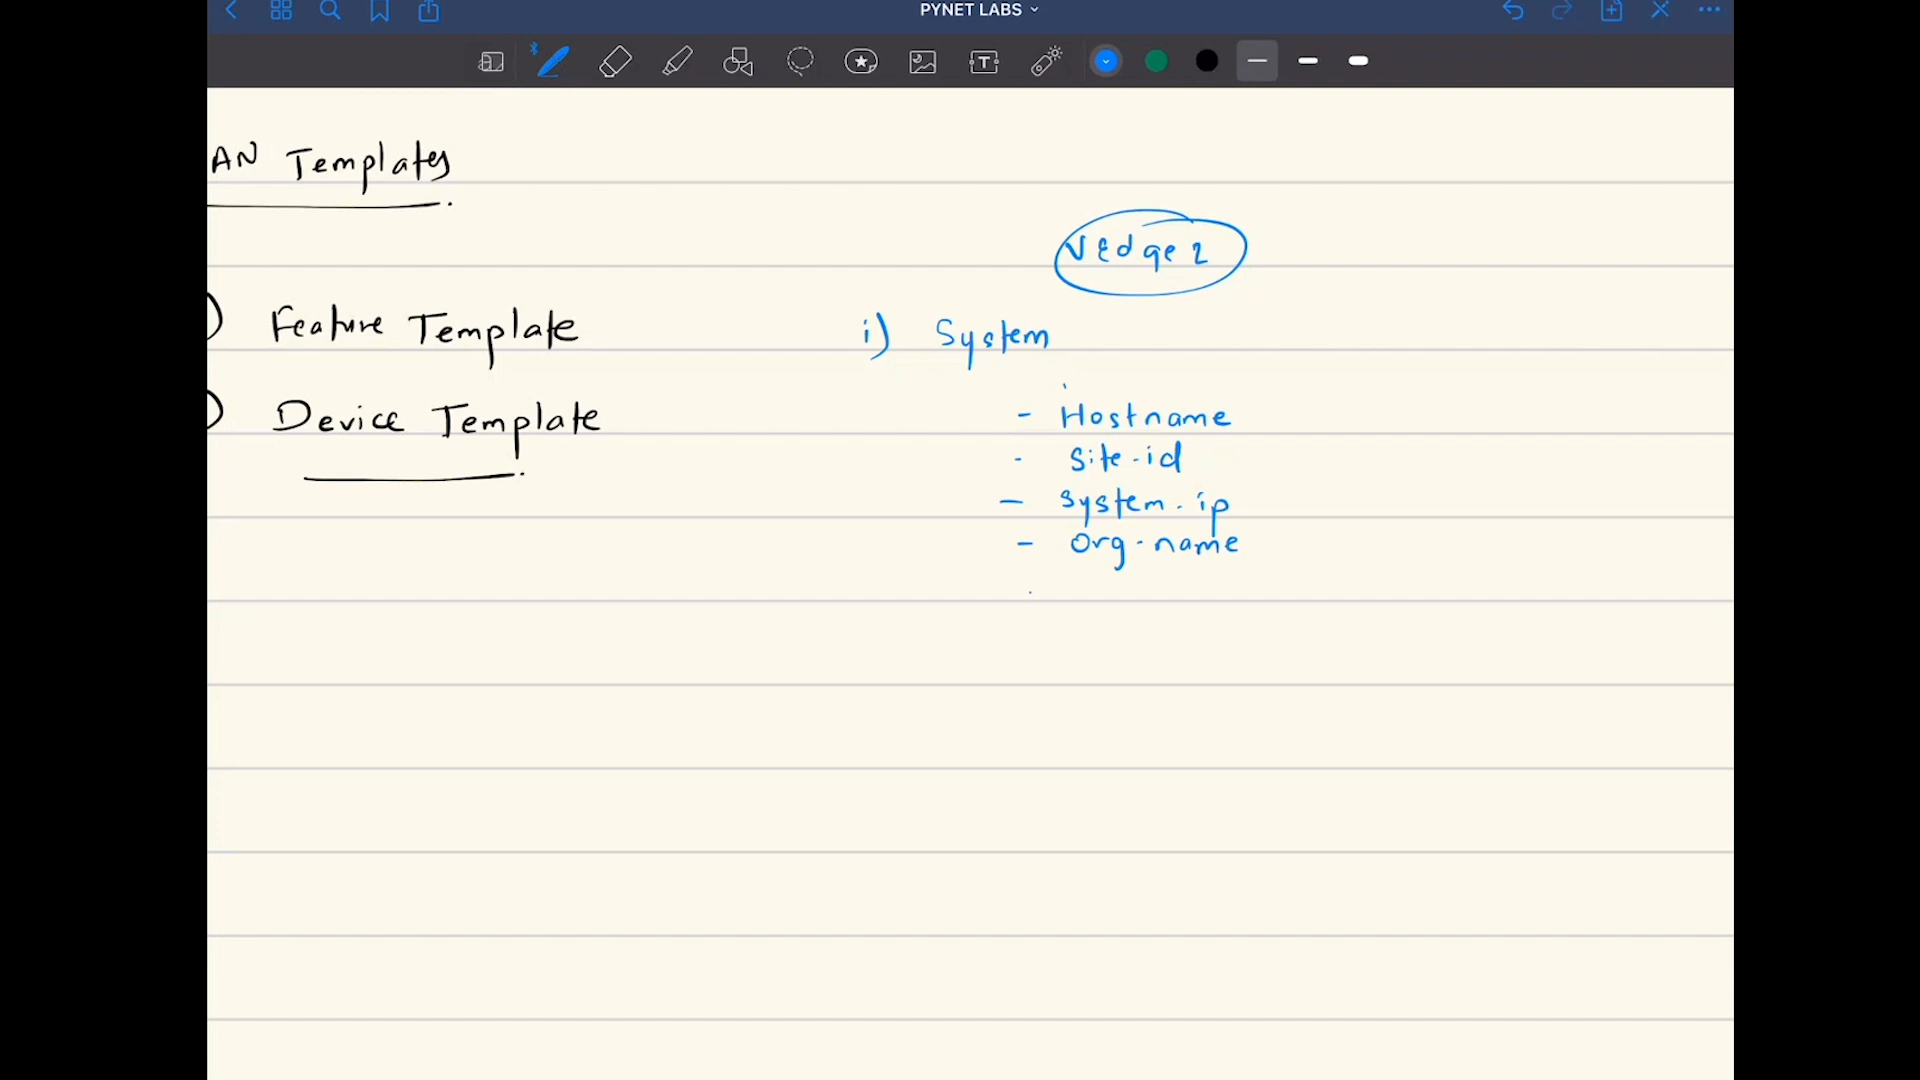 PYNET LABS
AN Templates
) Feature Template
) Device Template
vEdge 2
i) System
- Hostname
- Site-id
- System-ip
- Org-name